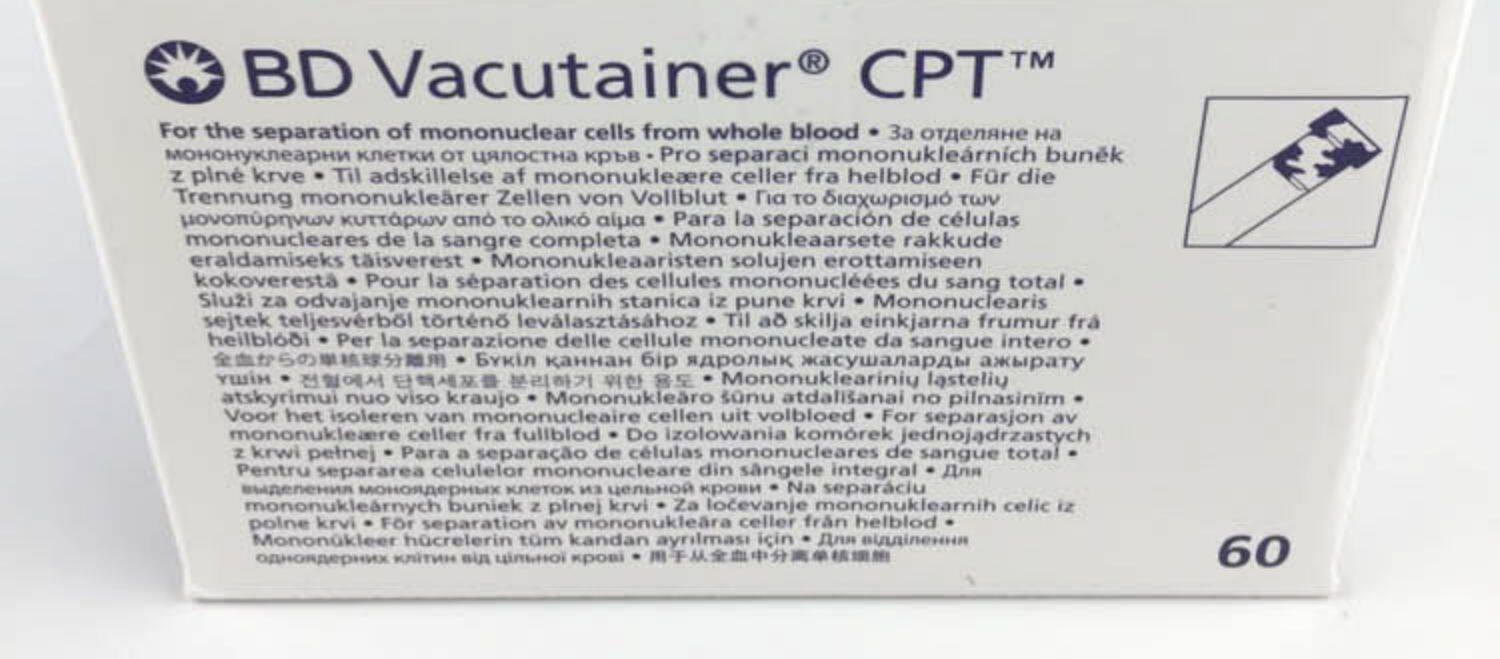 BD Vacutainer® CPT™
For the separation of mononuclear cells from whole blood • За отделяне на
мононуклеарни клетки от цялостна кръв • Pro separaci mononukleárních buněk
z plné krve • Til adskillelse af mononukleære celler fra helblod • Für die
Trennung mononukleärer Zellen von Vollblut • Για το διαχωρισμό των
μονοπύρηνων κυττάρων από το ολικό αίμα • Para la separación de células
mononucleares de la sangre completa • Mononukleaarsete rakkude
eraldamiseks täisverest • Mononukleaaristen solujen erottamiseen
kokoverestä • Pour la séparation des cellules mononucléées du sang total •
Služi za odvajanje mononuklearnih stanica iz pune krvi • Mononuclearis
sejtek teljesvérből történő leválasztásához • Til að skilja einkjarna frumur frá
heilblóði • Per la separazione delle cellule mononucleate da sangue intero •
全血からの単核球分離用 • Бүкіл қаннан бір ядролық жасушаларды ажырату
үшін • 전혈에서 단핵세포를 분리하기 위한 용도 • Mononuklearinių ląstelių
atskyrimui nuo viso kraujo • Mononukleāro šūnu atdalīšanai no pilnasinīm •
Voor het isoleren van mononucleaire cellen uit volbloed • For separasjon av
mononukleære celler fra fullblod • Do izolowania komórek jednojądrzastych
z krwi pełnej • Para a separação de células mononucleares de sangue total •
Pentru separarea celulelor mononucleare din sângele integral • Для
выделения моноядерных клеток из цельной крови • Na separáciu
mononukleárnych buniek z plnej krvi • Za ločevanje mononuklearnih celic iz
polne krvi • För separation av mononukleära celler från helblod •
Mononükleer hücrelerin tüm kandan ayrılması için • Для відділення
одноядерних клітин від цільної крові • 用于从全血中分离单核细胞
60